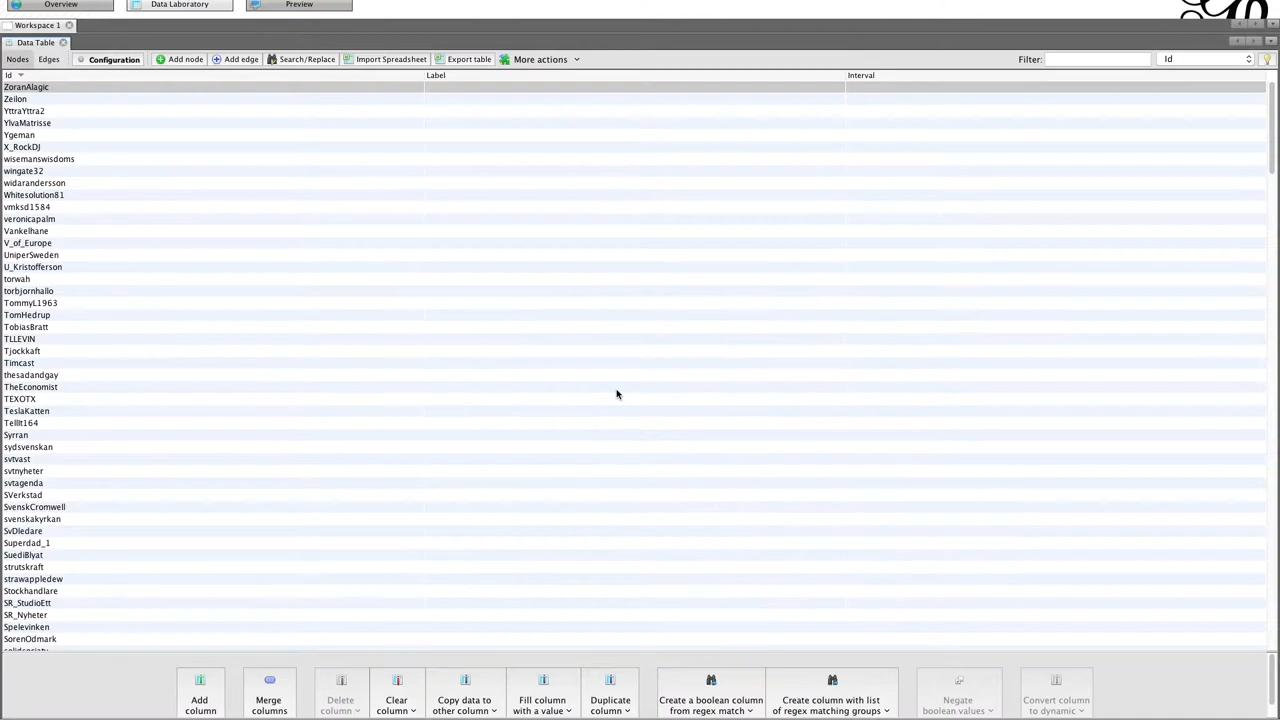 Overview Data Laboratory Preview
Workspace 1
Data Table
Nodes Edges Configuration Add node Add edge Search/Replace Import Spreadsheet Export table More actions Filter: Id
Id Label Interval
ZoranAlagic
Zeilon
YttraYttra2
YlvaMatrisse
Ygeman
X_RockDJ
wisemanswisdoms
wingate32
widarandersson
Whitesolution81
vmksd1584
veronicapalm
Vankelhane
V_of_Europe
UniperSweden
U_Kristofferson
torwah
torbjornhallo
TommyL1963
TomHedrup
TobiasBratt
TLLEVIN
Tjockkaft
Timcast
thesadandgay
TheEconomist
TEXOTX
TeslaKatten
TellIt164
Syrran
sydsvenskan
svtvast
svtnyheter
svtagenda
SVerkstad
SvenskCromwell
svenskakyrkan
SvDledare
Superdad_1
SuediBlyat
strutskraft
strawappledew
Stockhandlare
SR_StudioEtt
SR_Nyheter
Spelevinken
SorenOdmark
Add column
Merge columns
Delete column
Clear column
Copy data to other column
Fill column with a value
Duplicate column
Create a boolean column from regex match
Create column with list of regex matching groups
Negate boolean values
Convert column to dynamic